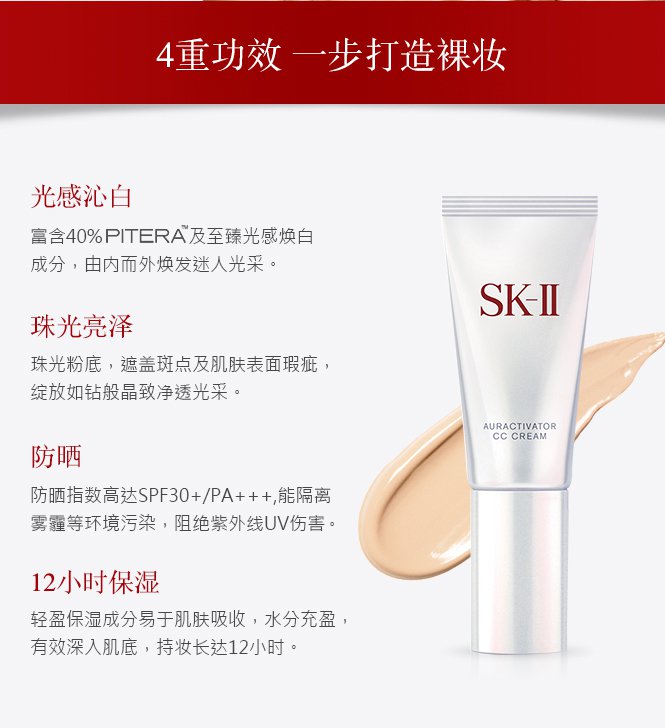 4重功效 一步打造裸妆
光感沁白
富含40%PITERA™及至臻光感焕白
成分，由内而外焕发迷人光采。
珠光亮泽
珠光粉底，遮盖斑点及肌肤表面瑕疵，
绽放如钻般晶致净透光采。
防晒
防晒指数高达SPF30+/PA+++,能隔离
雾霾等环境污染，阻绝紫外线UV伤害。
12小时保湿
轻盈保湿成分易于肌肤吸收，水分充盈，
有效深入肌底，持妆长达12小时。
SK-II
AURACTIVATOR
CC CREAM